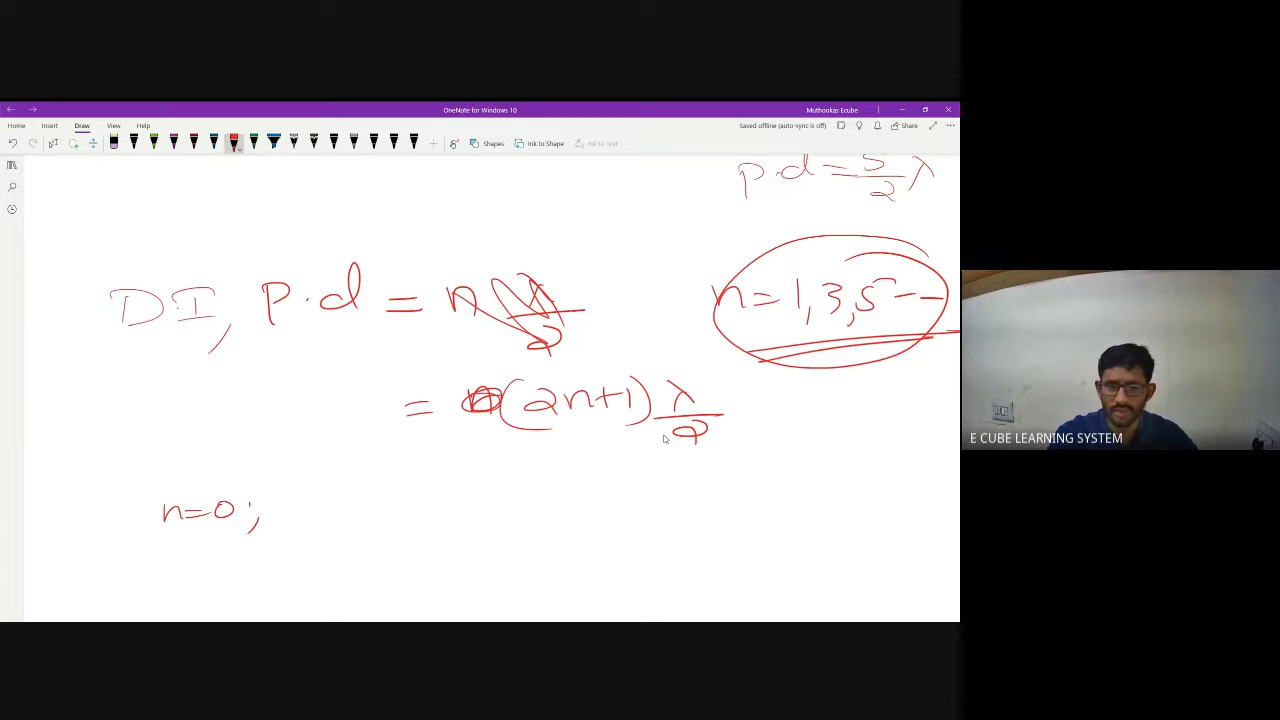 OneNote for Windows 10
Muthookas Ecube
Home Insert Draw View Help
Saved offline (auto-sync is off)
Share
Shapes
Ink to Shape
Ink to Text
p.d = 5/2 λ
DI, p.d = n λ/2
n = 1, 3, 5 --
= (2n+1) λ/2
n=0;
E CUBE LEARNING SYSTEM